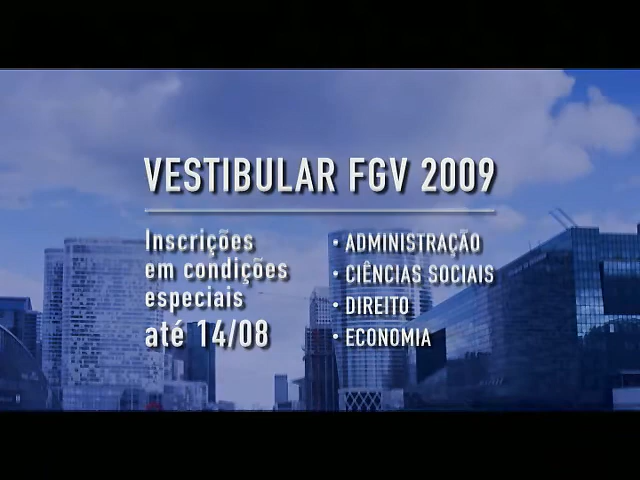 VESTIBULAR FGV 2009
Inscrições
em condições
especiais
até 14/08
• ADMINISTRAÇÃO
• CIÊNCIAS SOCIAIS
• DIREITO
• ECONOMIA